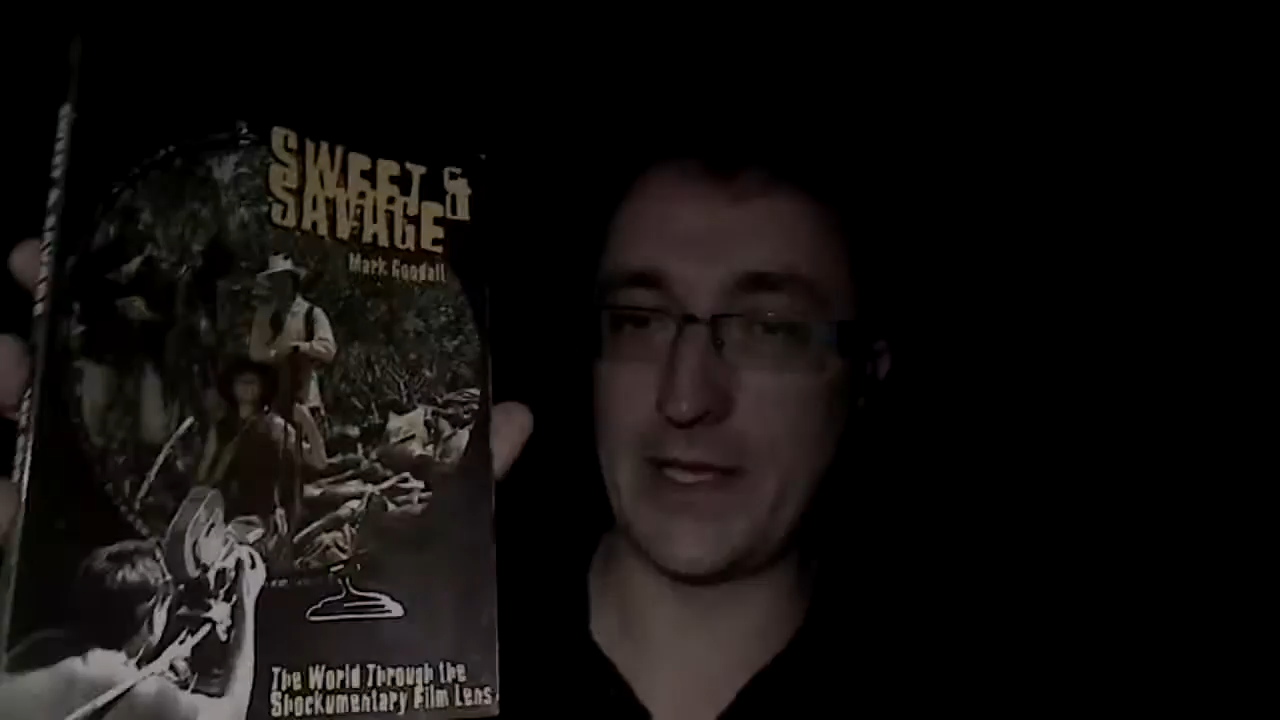 SWEET &
SAVAGE
Mark Goodall
The World Through the
Shockumentary Film Lens